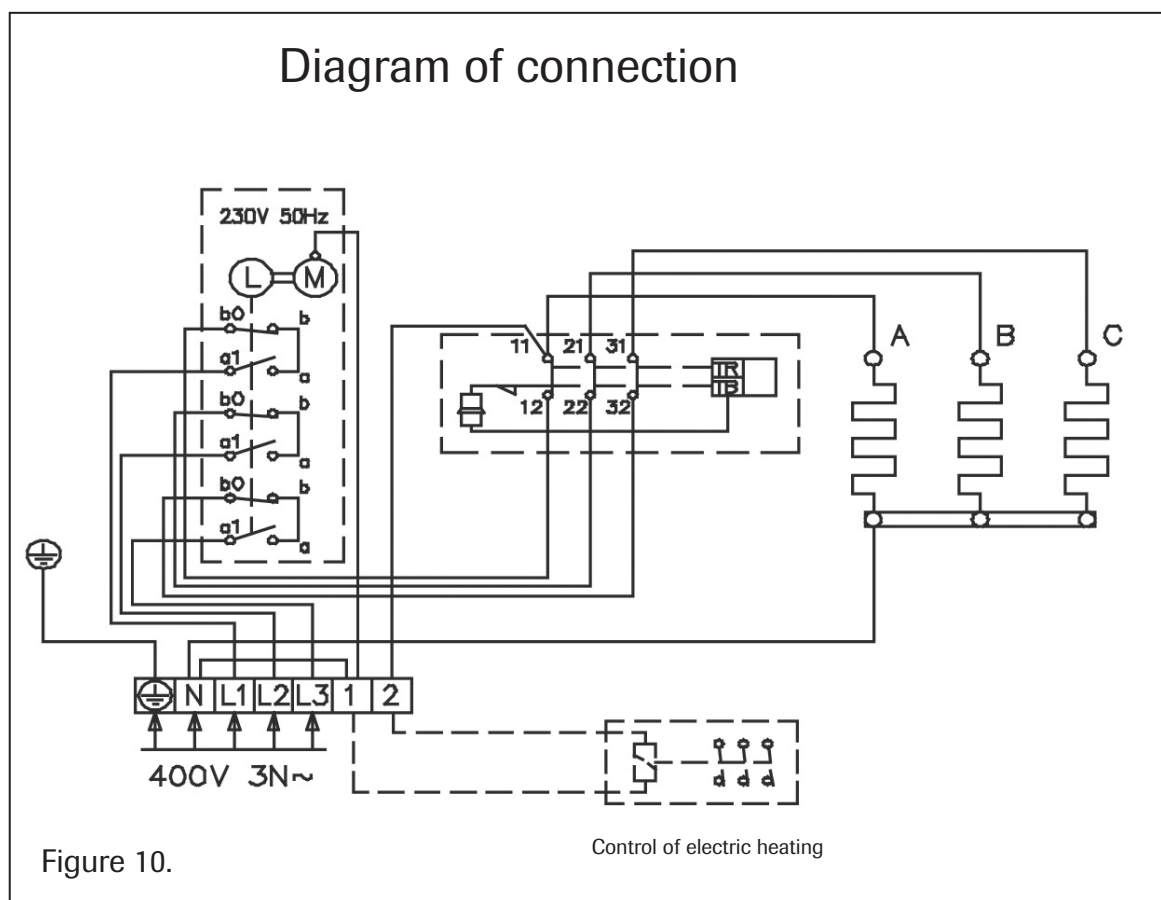 Diagram of connection
230V 50Hz
L M
b0 b
a1 a
b0 b
a1 a
b0 b
a1 a
11 21 31
12 22 32
TR
TB
A B C
N L1 L2 L3 1 2
400V 3N~
Control of electric heating
Figure 10.